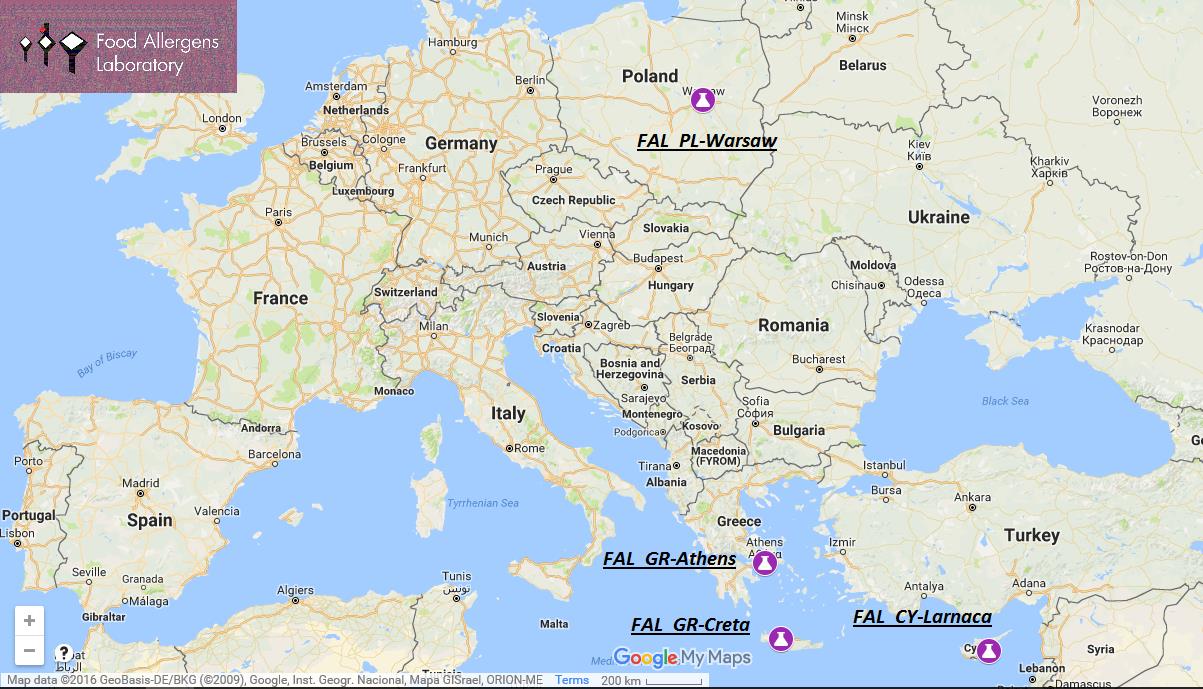 Food Allergens
Laboratory
Hamburg
Minsk
Мінск
Poland
Berlin
Belarus
Amsterdam
Netherlands
Voronezh
Воронеж
London
FAL_PL-Warsaw
Brussels
Cologne
Germany
Kiev
Київ
Belgium
Frankfurt
Kharkiv
Харків
Prague
Luxembourg
Czech Republic
Paris
Ukraine
Slovakia
Munich
Vienna
Austria
Budapest
Moldova
Rostov-on-Don
Ростов-на-Дону
Hungary
Chisinau
Odessa
Одеса
Switzerland
France
Slovenia
Zagreb
Romania
Milan
Krasnodar
Краснодар
Croatia
Belgrade
Београд
Bay of Biscay
Bosnia and
Herzegovina
Bucharest
Serbia
Monaco
Sarajevo
Sofia
София
Black Sea
Italy
Montenegro
Andorra
Kosovo
Podgorica
Bulgaria
Rome
Macedonia
(FYROM)
Barcelona
Porto
Tirana
Istanbul
Albania
Madrid
Bursa
Ankara
Tyrrhenian Sea
Valencia
Portugal
Spain
Greece
Turkey
Lisbon
Athens
Izmir
FAL_GR-Athens
Seville
Granada
Tunis
تونس
Adana
Antalya
Algiers
Málaga
Gibraltar
Malta
FAL_GR-Creta
FAL_CY-Larnaca
+
−
?
Google My Maps
Syria
Lebanon
Damascus
Map data ©2016 GeoBasis-DE/BKG (©2009), Google, Inst. Geogr. Nacional, Mapa GISrael, ORION-ME
Terms
200 km